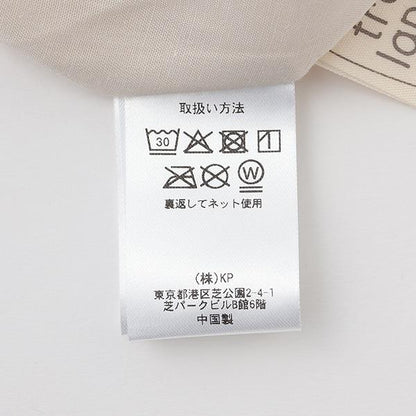 取扱い方法
30
W
裏返してネット使用
(株)KP
東京都港区芝公園2-4-1
芝パークビルB館6階
中国製